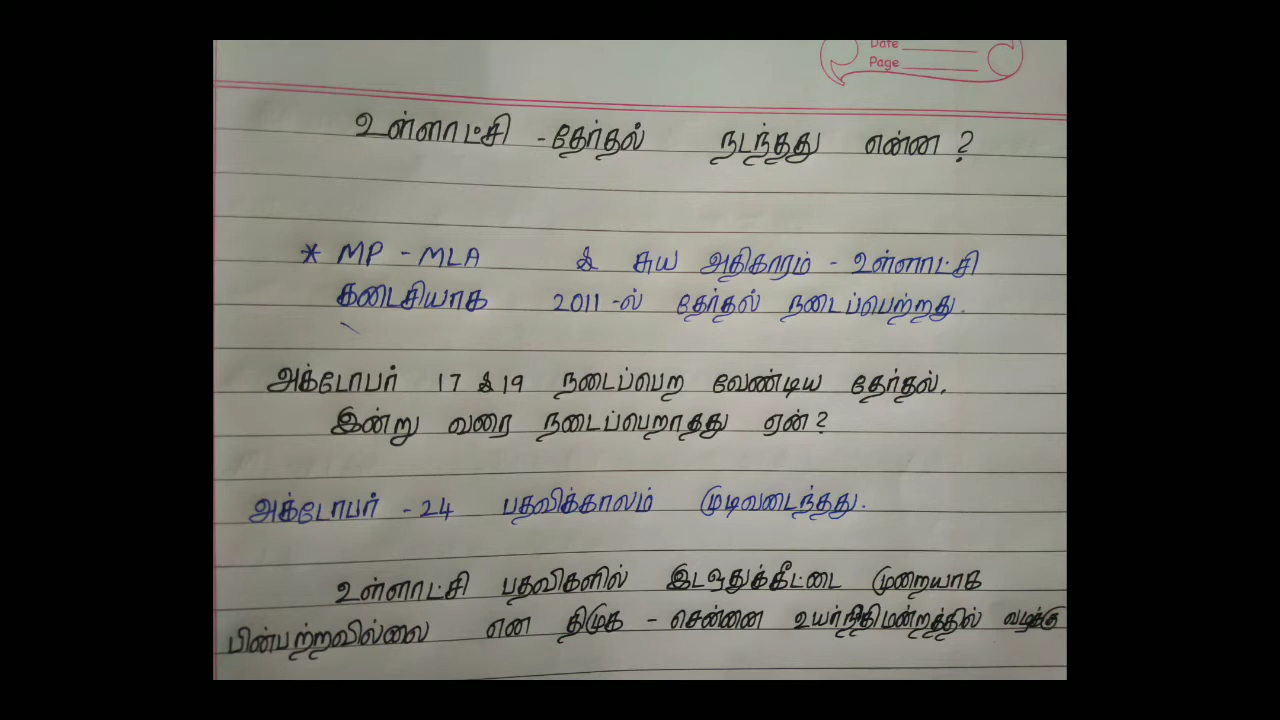 Date
Page
உள்ளாட்சி - தேர்தல் நடந்தது என்ன?
* MP - MLA & சுய அதிகாரம் - உள்ளாட்சி
கடைசியாக 2011-ல் தேர்தல் நடைப்பெற்றது.
அக்டோபர் 17 & 19 நடைப்பெற வேண்டிய தேர்தல்.
இன்று வரை நடைப்பெறாதது ஏன்?
அக்டோபர் - 24 பதவிக்காலம் முடிவடைந்தது.
உள்ளாட்சி பதவிகளில் இடஒதுக்கீட்டை முறையாக
பின்பற்றவில்லை என திமுக - சென்னை உயர்நீதிமன்றத்தில் வழக்கு